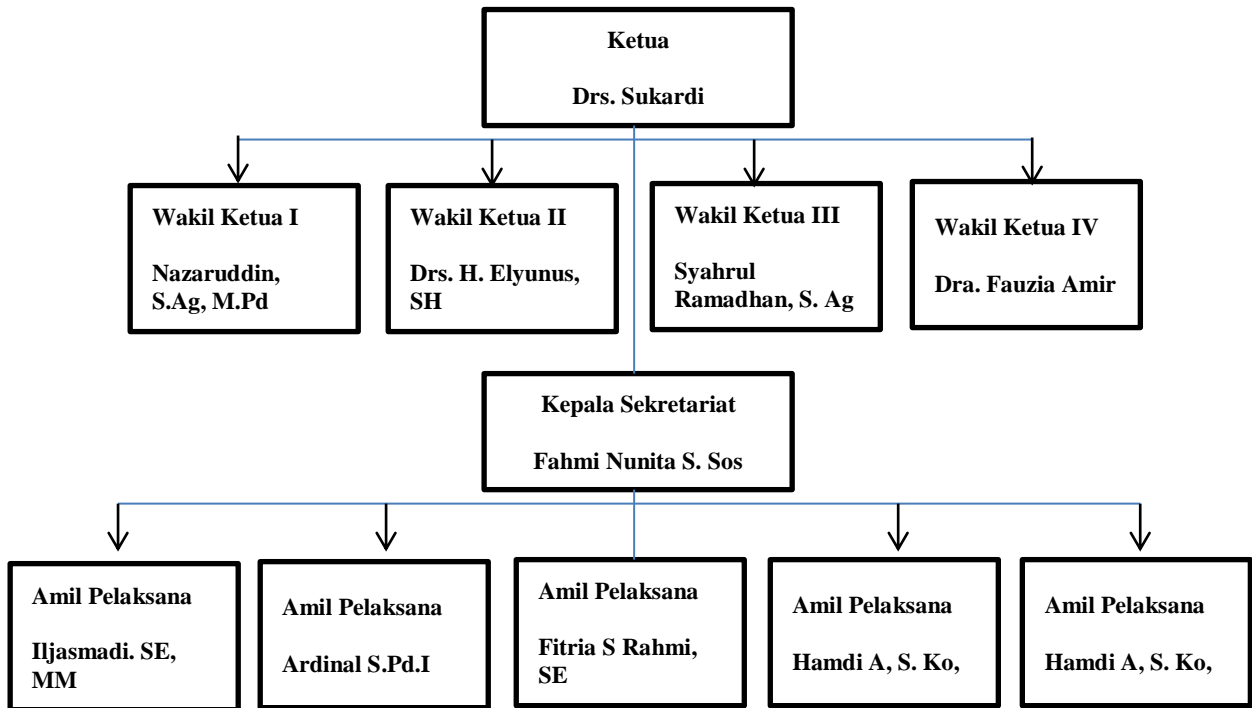 Ketua
Drs. Sukardi
Wakil Ketua I
Nazaruddin,
S.Ag, M.Pd
Wakil Ketua II
Drs. H. Elyunus,
SH
Wakil Ketua III
Syahrul
Ramadhan, S. Ag
Wakil Ketua IV
Dra. Fauzia Amir
Kepala Sekretariat
Fahmi Nunita S. Sos
Amil Pelaksana
Iljasmadi. SE,
MM
Amil Pelaksana
Ardinal S.Pd.I
Amil Pelaksana
Fitria S Rahmi,
SE
Amil Pelaksana
Hamdi A, S. Ko,
Amil Pelaksana
Hamdi A, S. Ko,